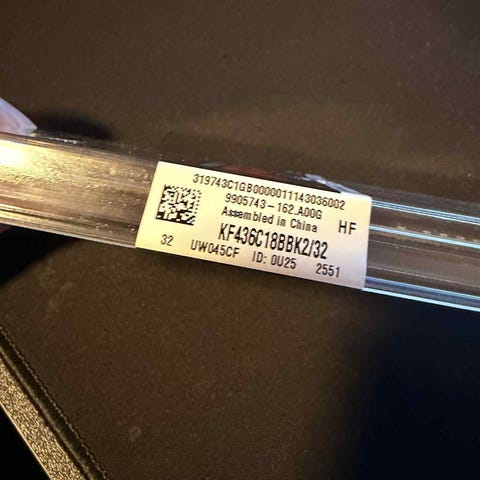 319743C1GB0000011143036002
9905743-162.A00G
Assembled in China
HF
KF436C18BBK2/32
32 UW045CF ID: 0U25 2551